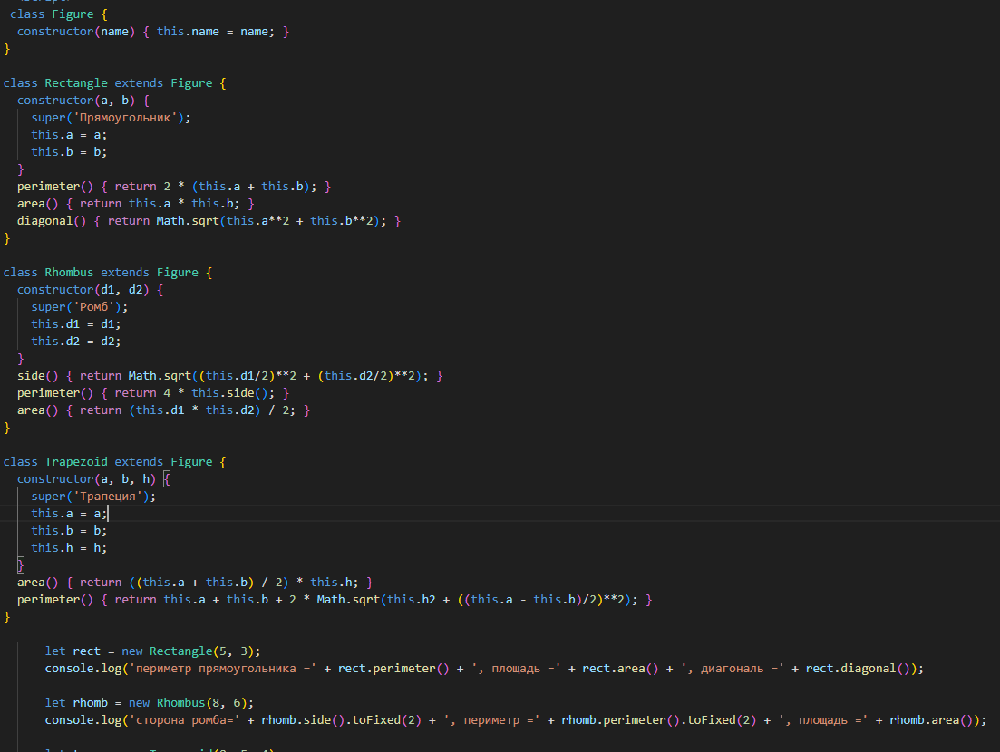 class Figure {
constructor(name) { this.name = name; }
}
class Rectangle extends Figure {
constructor(a, b) {
super('Прямоугольник');
this.a = a;
this.b = b;
}
perimeter() { return 2 * (this.a + this.b); }
area() { return this.a * this.b; }
diagonal() { return Math.sqrt(this.a**2 + this.b**2); }
}
class Rhombus extends Figure {
constructor(d1, d2) {
super('Ромб');
this.d1 = d1;
this.d2 = d2;
}
side() { return Math.sqrt((this.d1/2)**2 + (this.d2/2)**2); }
perimeter() { return 4 * this.side(); }
area() { return (this.d1 * this.d2) / 2; }
}
class Trapezoid extends Figure {
constructor(a, b, h) {
super('Трапеция');
this.a = a;
this.b = b;
this.h = h;
}
area() { return ((this.a + this.b) / 2) * this.h; }
perimeter() { return this.a + this.b + 2 * Math.sqrt(this.h2 + ((this.a - this.b)/2)**2); }
}
let rect = new Rectangle(5, 3);
console.log('периметр прямоугольника =' + rect.perimeter() + ', площадь =' + rect.area() + ', диагональ =' + rect.diagonal());
let rhomb = new Rhombus(8, 6);
console.log('сторона ромба=' + rhomb.side().toFixed(2) + ', периметр =' + rhomb.perimeter().toFixed(2) + ', площадь =' + rhomb.area());